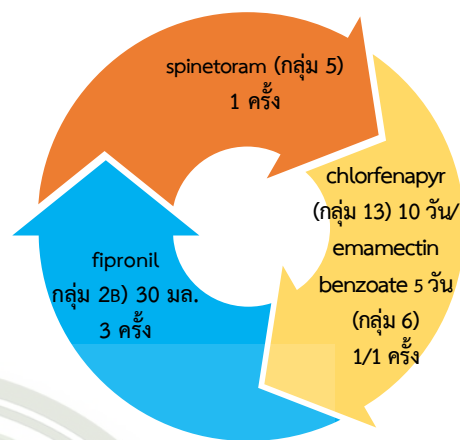 spinetoram (กลุ่ม 5)
1 ครั้ง
chlorfenapyr
(กลุ่ม 13) 10 วัน/
emamectin
benzoate 5 วัน
(กลุ่ม 6)
1/1 ครั้ง
fipronil
กลุ่ม 2B) 30 มล.
3 ครั้ง